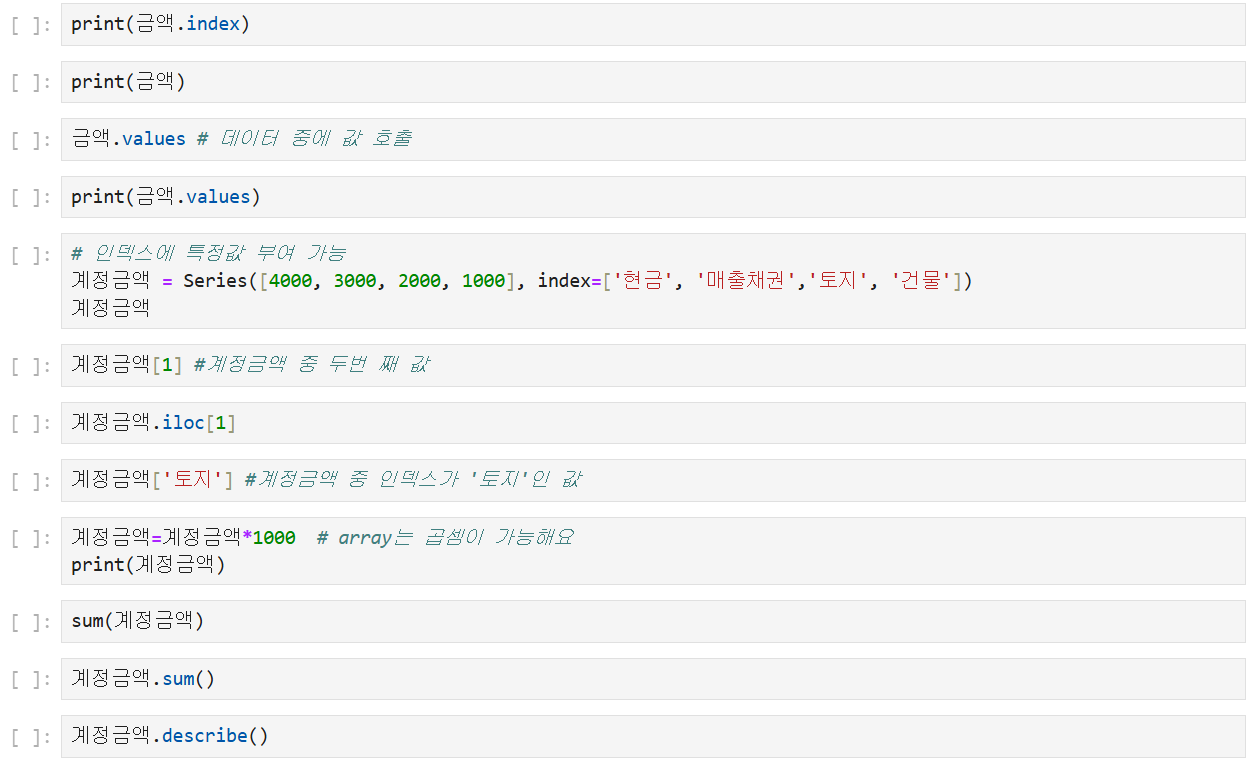 [ ]: print(금액.index)
[ ]: print(금액)
[ ]: 금액.values # 데이터 중에 값 호출
[ ]: print(금액.values)
[ ]: # 인덱스에 특정값 부여 가능
계정금액 = Series([4000, 3000, 2000, 1000], index=['현금', '매출채권','토지', '건물'])
계정금액
[ ]: 계정금액[1] #계정금액 중 두번 째 값
[ ]: 계정금액.iloc[1]
[ ]: 계정금액['토지'] #계정금액 중 인덱스가 '토지'인 값
[ ]: 계정금액=계정금액*1000  # array는 곱셈이 가능해요
print(계정금액)
[ ]: sum(계정금액)
[ ]: 계정금액.sum()
[ ]: 계정금액.describe()